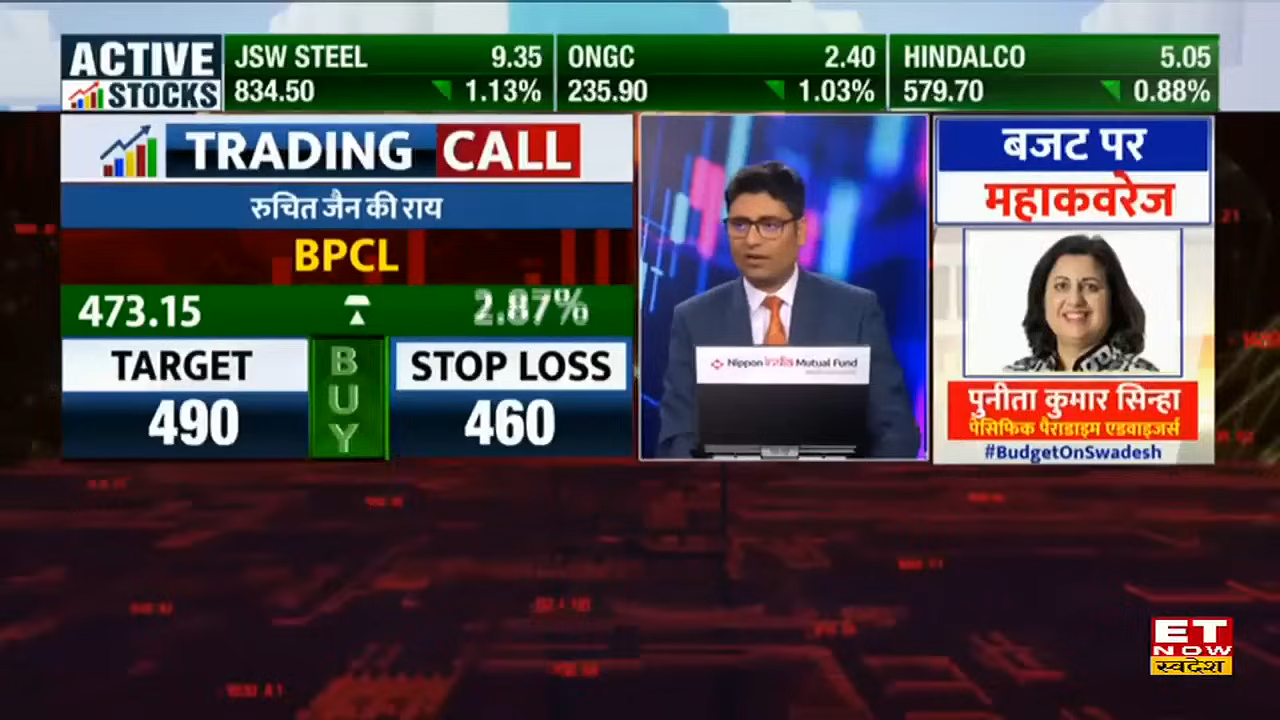 ACTIVE
STOCKS
JSW STEEL 9.35
834.50 1.13%
ONGC 2.40
235.90 1.03%
HINDALCO 5.05
579.70 0.88%
TRADING CALL
रुचित जैन की राय
BPCL
473.15 2.87%
TARGET
490
BUY
STOP LOSS
460
Nippon india Mutual Fund
बजट पर
महाकवरेज
पुनीता कुमार सिन्हा
पैसिफिक पैराडाइम एडवाइजर्स
#BudgetOnSwadesh
ET
NOW
स्वदेश